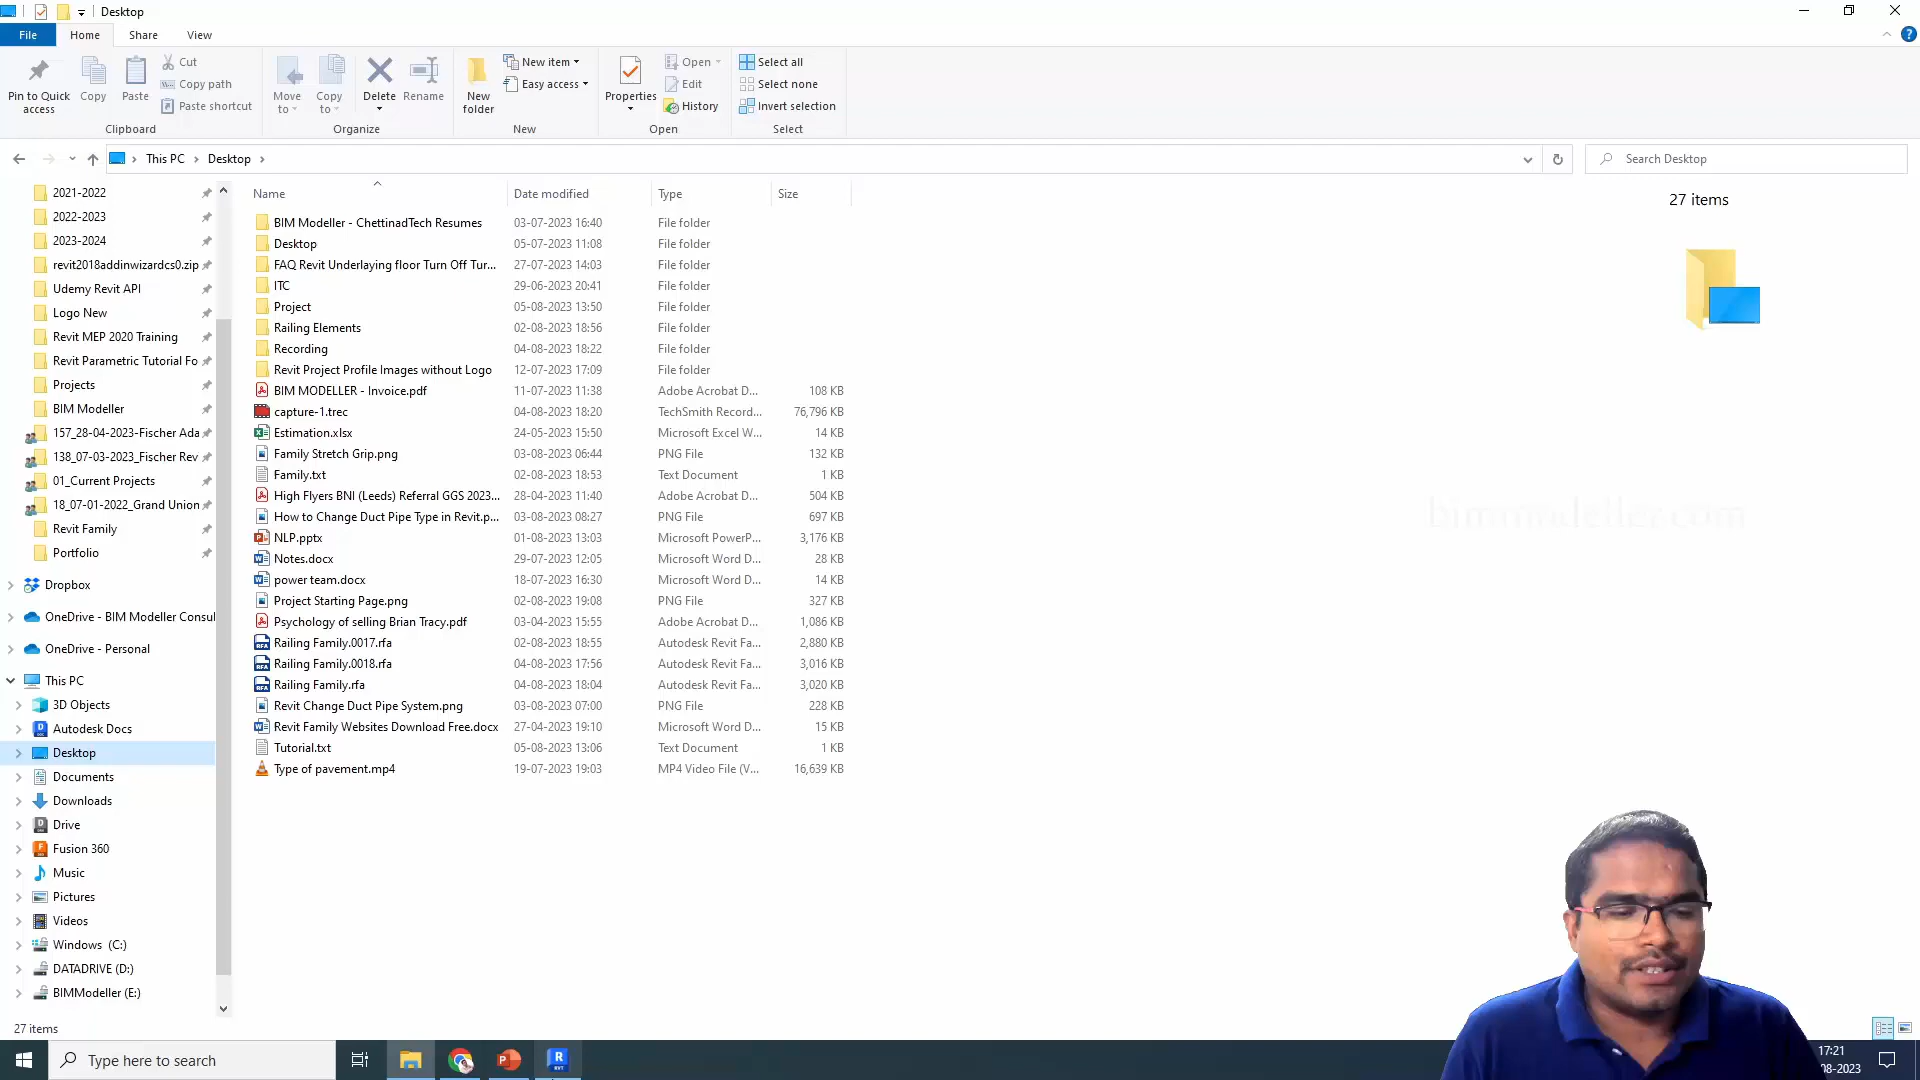 Desktop
File Home Share View
Pin to Quick access
Copy
Paste
Cut
Copy path
Paste shortcut
Clipboard
Move to
Copy to
Delete
Rename
Organize
New folder
New item
Easy access
New
Properties
Open
Edit
History
Open
Select all
Select none
Invert selection
Select
This PC > Desktop >
Search Desktop
2021-2022
2022-2023
2023-2024
revit2018addinwizardcs0.zip
Udemy Revit API
Logo New
Revit MEP 2020 Training
Revit Parametric Tutorial Fo
Projects
BIM Modeller
157_28-04-2023-Fischer Ada
138_07-03-2023_Fischer Rev
01_Current Projects
18_07-01-2022_Grand Union
Revit Family
Portfolio
Dropbox
OneDrive - BIM Modeller Consul
OneDrive - Personal
This PC
3D Objects
Autodesk Docs
Desktop
Documents
Downloads
Drive
Fusion 360
Music
Pictures
Videos
Windows (C:)
DATADRIVE (D:)
BIMModeller (E:)
Name Date modified Type Size
BIM Modeller - ChettinadTech Resumes 03-07-2023 16:40 File folder
Desktop 05-07-2023 11:08 File folder
FAQ Revit Underlaying floor Turn Off Tur... 27-07-2023 14:03 File folder
ITC 29-06-2023 20:41 File folder
Project 05-08-2023 13:50 File folder
Railing Elements 02-08-2023 18:56 File folder
Recording 04-08-2023 18:22 File folder
Revit Project Profile Images without Logo 12-07-2023 17:09 File folder
BIM MODELLER - Invoice.pdf 11-07-2023 11:38 Adobe Acrobat D... 108 KB
capture-1.trec 04-08-2023 18:20 TechSmith Record... 76,796 KB
Estimation.xlsx 24-05-2023 15:50 Microsoft Excel W... 14 KB
Family Stretch Grip.png 03-08-2023 06:44 PNG File 132 KB
Family.txt 02-08-2023 18:53 Text Document 1 KB
High Flyers BNI (Leeds) Referral GGS 2023... 28-04-2023 11:40 Adobe Acrobat D... 504 KB
How to Change Duct Pipe Type in Revit.p... 03-08-2023 08:27 PNG File 697 KB
NLP.pptx 01-08-2023 13:03 Microsoft PowerP... 3,176 KB
Notes.docx 29-07-2023 12:05 Microsoft Word D... 28 KB
power team.docx 18-07-2023 16:30 Microsoft Word D... 14 KB
Project Starting Page.png 02-08-2023 19:08 PNG File 327 KB
Psychology of selling Brian Tracy.pdf 03-04-2023 15:55 Adobe Acrobat D... 1,086 KB
Railing Family.0017.rfa 02-08-2023 18:55 Autodesk Revit Fa... 2,880 KB
Railing Family.0018.rfa 04-08-2023 17:56 Autodesk Revit Fa... 3,016 KB
Railing Family.rfa 04-08-2023 18:04 Autodesk Revit Fa... 3,020 KB
Revit Change Duct Pipe System.png 03-08-2023 07:00 PNG File 228 KB
Revit Family Websites Download Free.docx 27-04-2023 19:10 Microsoft Word D... 15 KB
Tutorial.txt 05-08-2023 13:06 Text Document 1 KB
Type of pavement.mp4 19-07-2023 19:03 MP4 Video File (V... 16,639 KB
27 items
bimmodeller.com
27 items
Type here to search
17:21
08-2023